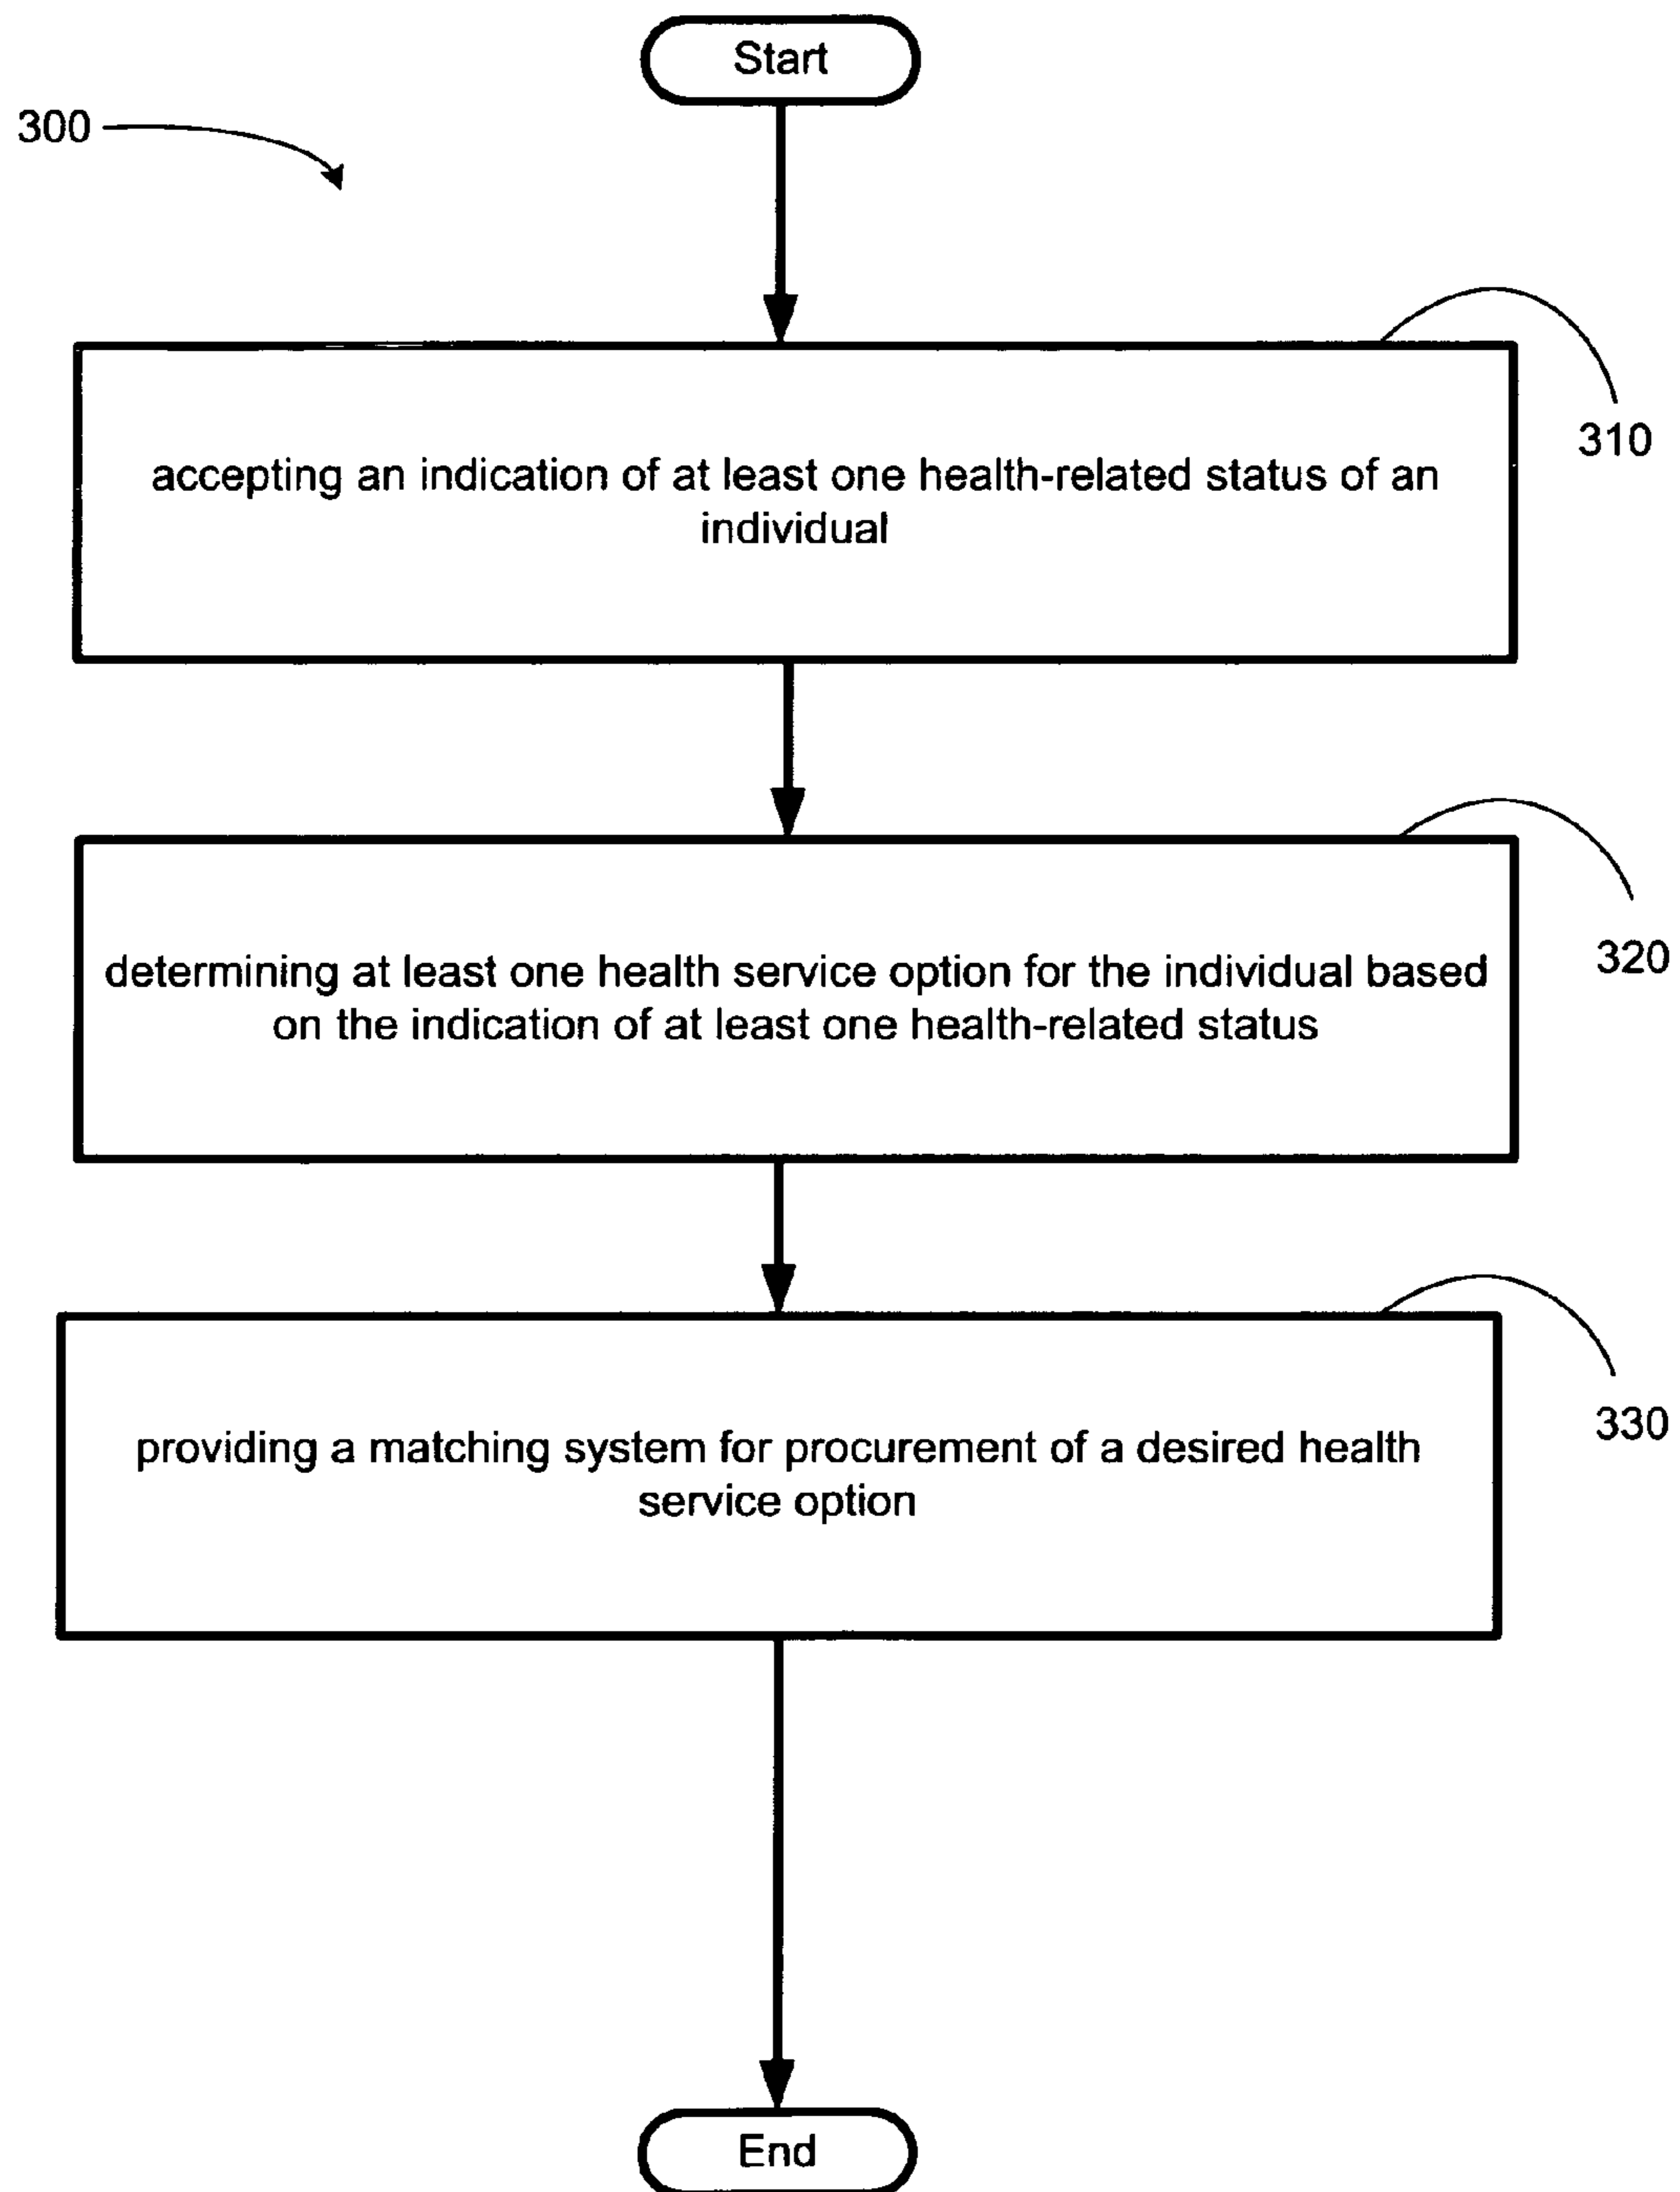 Start
300
310
accepting an indication of at least one health-related status of an
individual
320
determining at least one health service option for the individual based
on the indication of at least one health-related status
330
providing a matching system for procurement of a desired health
service option
End